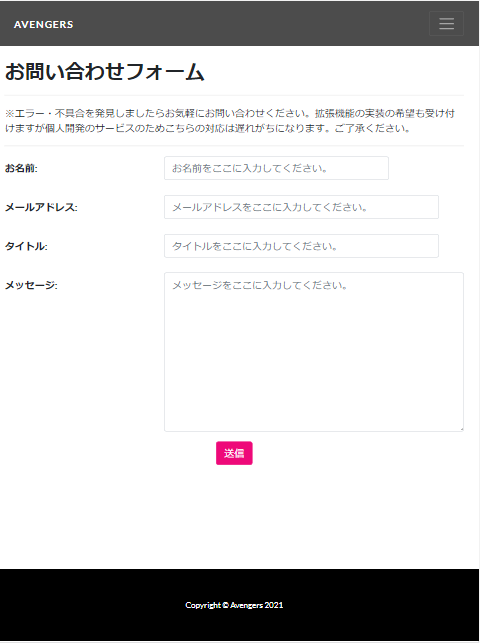 AVENGERS
お問い合わせフォーム
※エラー・不具合を発見しましたらお気軽にお問い合わせください。拡張機能の実装の希望も受け付
けますが個人開発のサービスのためこちらの対応は遅れがちになります。ご了承ください。
お名前: お名前をここに入力してください。
メールアドレス: メールアドレスをここに入力してください。
タイトル: タイトルをここに入力してください。
メッセージ: メッセージをここに入力してください。
送信
Copyright © Avengers 2021